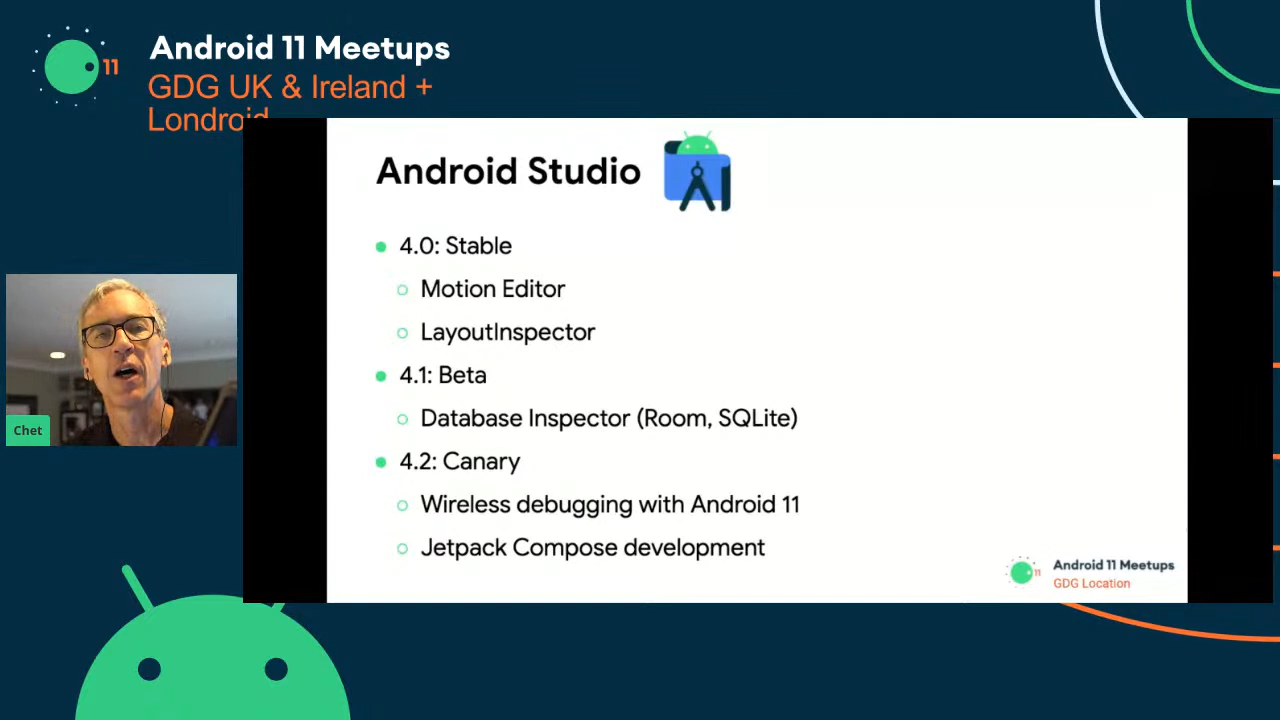 11
Android 11 Meetups
GDG UK & Ireland +
Londroid
Android Studio
4.0: Stable
Motion Editor
LayoutInspector
4.1: Beta
Database Inspector (Room, SQLite)
4.2: Canary
Wireless debugging with Android 11
Jetpack Compose development
Chet
11
Android 11 Meetups
GDG Location